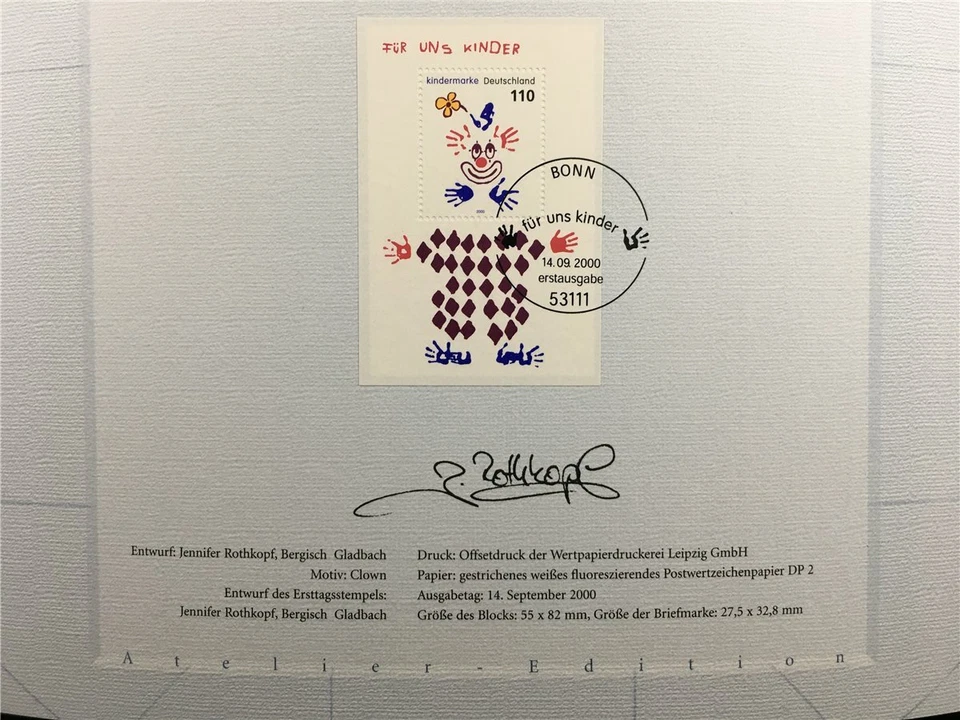 FÜR UNS KINDER
kindermarke Deutschland
110
BONN
für uns kinder
14.09.2000
erstausgabe
53111
J. Rothkopf
Entwurf: Jennifer Rothkopf, Bergisch Gladbach
Motiv: Clown
Entwurf des Ersttagsstempels:
Jennifer Rothkopf, Bergisch Gladbach
Druck: Offsetdruck der Wertpapierdruckerei Leipzig GmbH
Papier: gestrichenes weißes fluoreszierendes Postwertzeichenpapier DP 2
Ausgabetag: 14. September 2000
Größe des Blocks: 55 x 82 mm, Größe der Briefmarke: 27,5 x 32,8 mm
Atelier-Edition